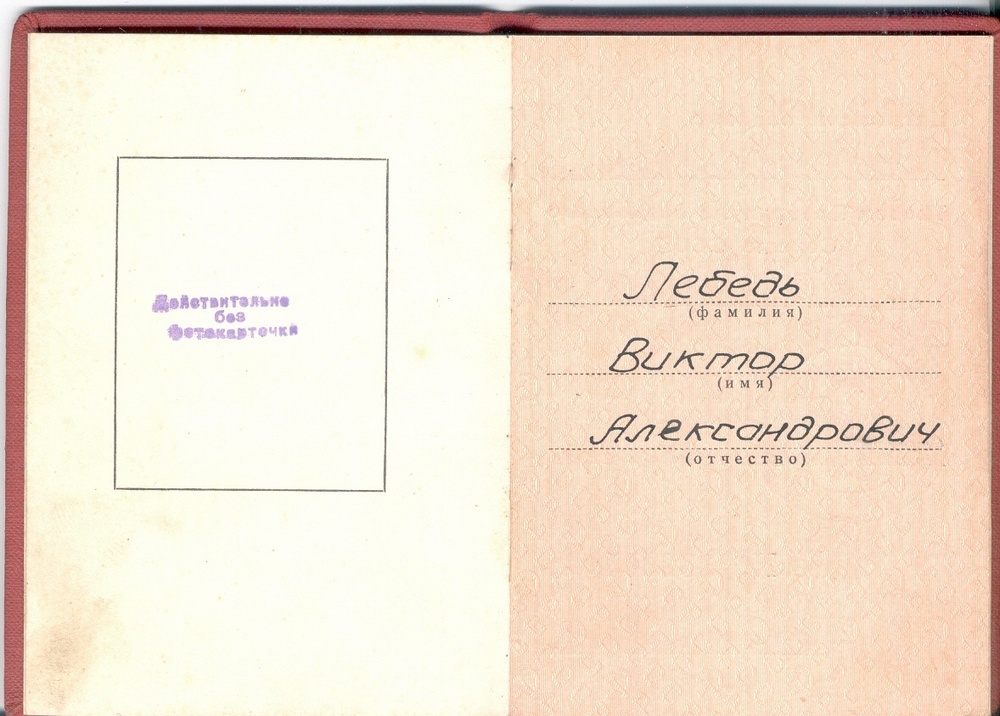 Действительно
без
фотокарточки
Лебедь
(фамилия)
Виктор
(имя)
Александрович
(отчество)